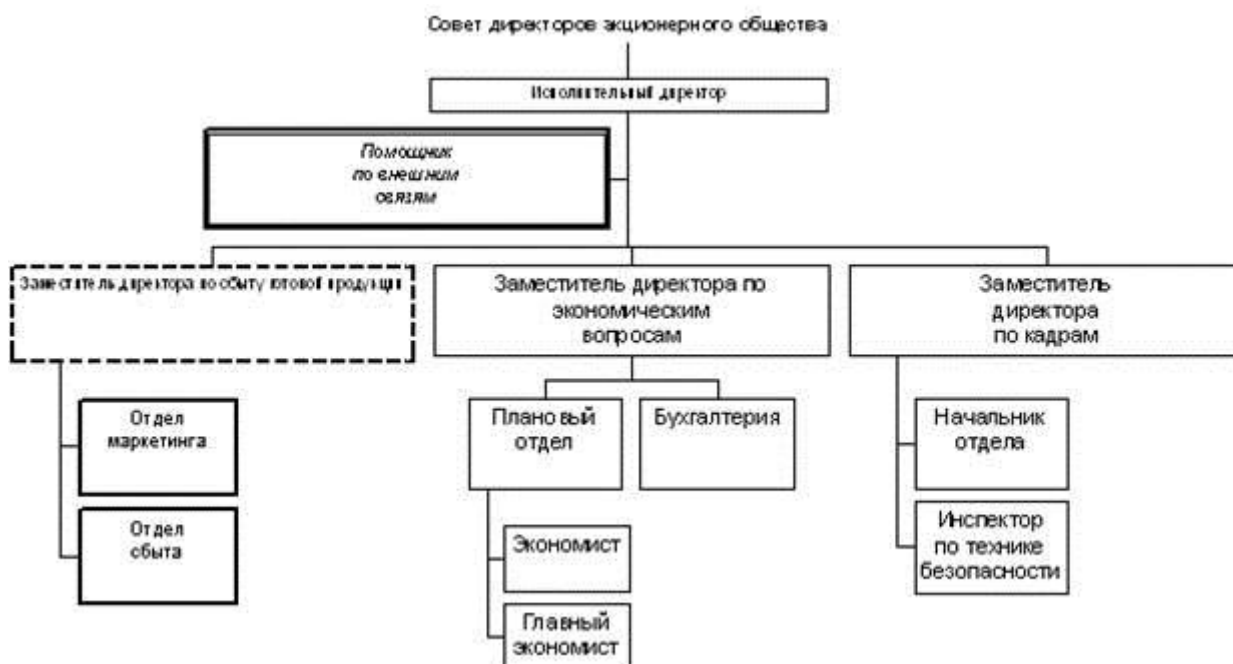 Совет директоров акционерного общества
Исполнительный директор
Помощник
по внешним
связям
Заместитель директора по сбыту готовой продукции
Заместитель директора по
экономическим
вопросам
Заместитель
директора
по кадрам
Отдел
маркетинга
Отдел
сбыта
Плановый
отдел
Бухгалтерия
Экономист
Главный
экономист
Начальник
отдела
Инспектор
по технике
безопасности